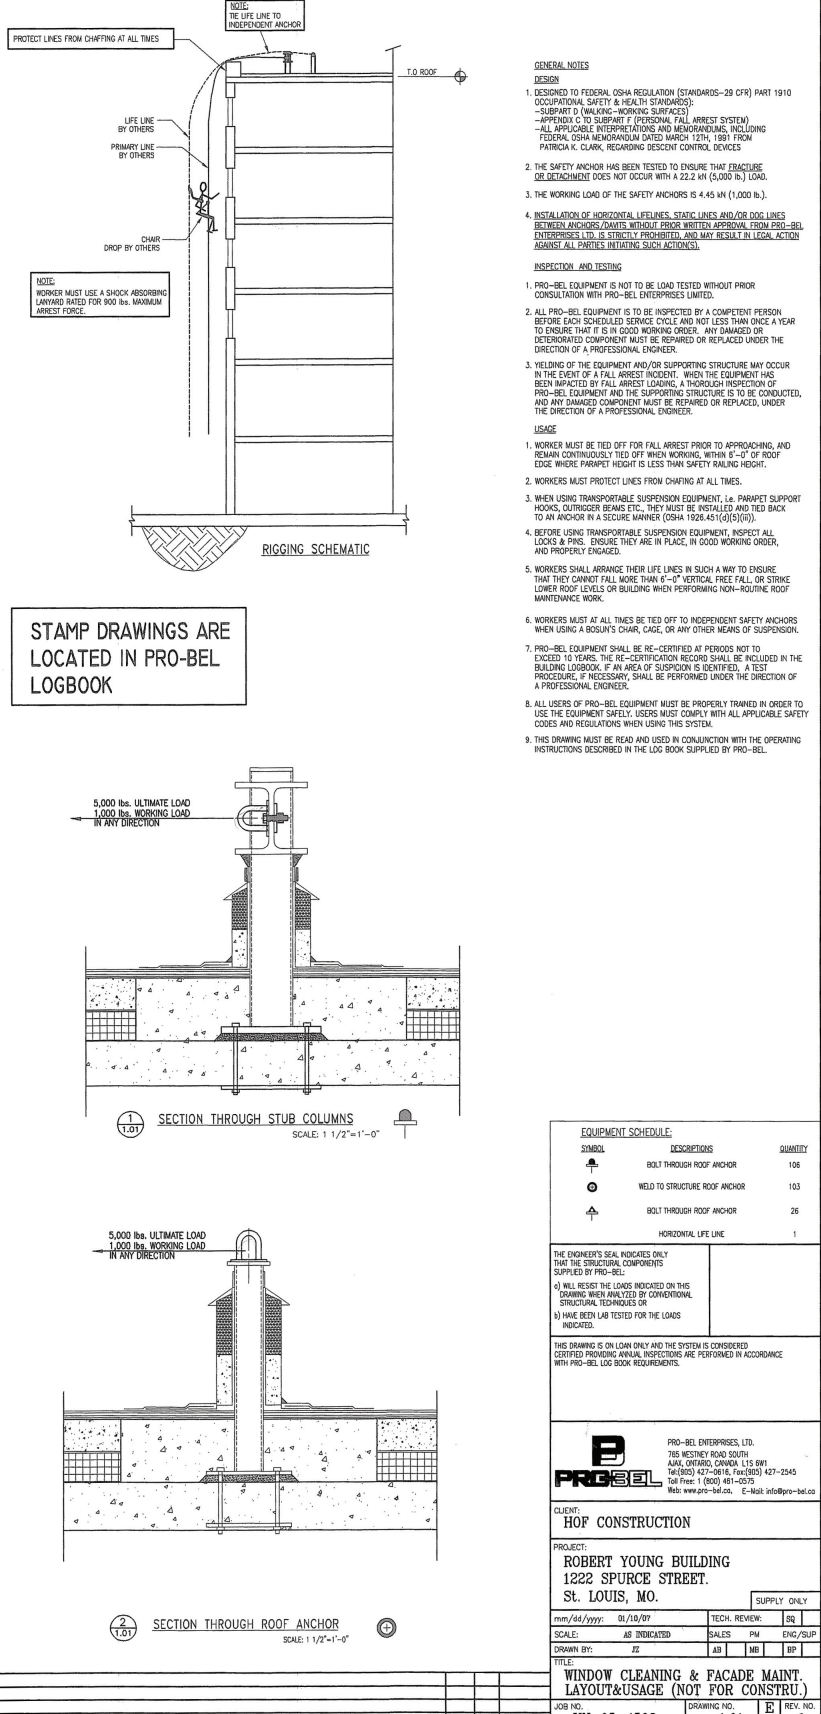 NOTE:
TIE LIFE LINE TO
INDEPENDENT ANCHOR
PROTECT LINES FROM CHAFFING AT ALL TIMES
T.O ROOF
LIFE LINE
BY OTHERS
PRIMARY LINE
BY OTHERS
CHAIR
DROP BY OTHERS
NOTE:
WORKER MUST USE A SHOCK ABSORBING
LANYARD RATED FOR 900 lbs. MAXIMUM
ARREST FORCE.
RIGGING SCHEMATIC
STAMP DRAWINGS ARE
LOCATED IN PRO-BEL
LOGBOOK
5,000 lbs. ULTIMATE LOAD
1,000 lbs. WORKING LOAD
IN ANY DIRECTION
1
1.01
SECTION THROUGH STUB COLUMNS
SCALE: 1 1/2"=1'-0"
5,000 lbs. ULTIMATE LOAD
1,000 lbs. WORKING LOAD
IN ANY DIRECTION
2
1.01
SECTION THROUGH ROOF ANCHOR
SCALE: 1 1/2"=1'-0"
GENERAL NOTES
DESIGN
1. DESIGNED TO FEDERAL OSHA REGULATION (STANDARDS-29 CFR) PART 1910
OCCUPATIONAL SAFETY & HEALTH STANDARDS):
-SUBPART D (WALKING-WORKING SURFACES)
-APPENDIX C TO SUBPART F (PERSONAL FALL ARREST SYSTEM)
-ALL APPLICABLE INTERPRETATIONS AND MEMORANDUMS, INCLUDING
FEDERAL OSHA MEMORANDUM DATED MARCH 12TH, 1991 FROM
PATRICIA K. CLARK, REGARDING DESCENT CONTROL DEVICES
2. THE SAFETY ANCHOR HAS BEEN TESTED TO ENSURE THAT FRACTURE
OR DETACHMENT DOES NOT OCCUR WITH A 22.2 kN (5,000 lb.) LOAD.
3. THE WORKING LOAD OF THE SAFETY ANCHORS IS 4.45 kN (1,000 lb.).
4. INSTALLATION OF HORIZONTAL LIFELINES, STATIC LINES AND/OR DOG LINES
BETWEEN ANCHORS/DAVITS WITHOUT PRIOR WRITTEN APPROVAL FROM PRO-BEL
ENTERPRISES LTD. IS STRICTLY PROHIBITED, AND MAY RESULT IN LEGAL ACTION
AGAINST ALL PARTIES INITIATING SUCH ACTION(S).
INSPECTION AND TESTING
1. PRO-BEL EQUIPMENT IS NOT TO BE LOAD TESTED WITHOUT PRIOR
CONSULTATION WITH PRO-BEL ENTERPRISES LIMITED.
2. ALL PRO-BEL EQUIPMENT IS TO BE INSPECTED BY A COMPETENT PERSON
BEFORE EACH SCHEDULED SERVICE CYCLE AND NOT LESS THAN ONCE A YEAR
TO ENSURE THAT IT IS IN GOOD WORKING ORDER. ANY DAMAGED OR
DETERIORATED COMPONENT MUST BE REPAIRED OR REPLACED UNDER THE
DIRECTION OF A PROFESSIONAL ENGINEER.
3. YIELDING OF THE EQUIPMENT AND/OR SUPPORTING STRUCTURE MAY OCCUR
IN THE EVENT OF A FALL ARREST INCIDENT. WHEN THE EQUIPMENT HAS
BEEN IMPACTED BY FALL ARREST LOADING, A THOROUGH INSPECTION OF
PRO-BEL EQUIPMENT AND THE SUPPORTING STRUCTURE IS TO BE CONDUCTED,
AND ANY DAMAGED COMPONENT MUST BE REPAIRED OR REPLACED, UNDER
THE DIRECTION OF A PROFESSIONAL ENGINEER.
USAGE
1. WORKER MUST BE TIED OFF FOR FALL ARREST PRIOR TO APPROACHING, AND
REMAIN CONTINUOUSLY TIED OFF WHEN WORKING, WITHIN 6'-0" OF ROOF
EDGE WHERE PARAPET HEIGHT IS LESS THAN SAFETY RAILING HEIGHT.
2. WORKERS MUST PROTECT LINES FROM CHAFING AT ALL TIMES.
3. WHEN USING TRANSPORTABLE SUSPENSION EQUIPMENT, i.e. PARAPET SUPPORT
HOOKS, OUTRIGGER BEAMS ETC., THEY MUST BE INSTALLED AND TIED BACK
TO AN ANCHOR IN A SECURE MANNER (OSHA 1926.451(d)(5)(ii)).
4. BEFORE USING TRANSPORTABLE SUSPENSION EQUIPMENT, INSPECT ALL
LOCKS & PINS. ENSURE THEY ARE IN PLACE, IN GOOD WORKING ORDER,
AND PROPERLY ENGAGED.
5. WORKERS SHALL ARRANGE THEIR LIFE LINES IN SUCH A WAY TO ENSURE
THAT THEY CANNOT FALL MORE THAN 6'-0" VERTICAL FREE FALL, OR STRIKE
LOWER ROOF LEVELS OR BUILDING WHEN PERFORMING NON-ROUTINE ROOF
MAINTENANCE WORK.
6. WORKERS MUST AT ALL TIMES BE TIED OFF TO INDEPENDENT SAFETY ANCHORS
WHEN USING A BOSUN'S CHAIR, CAGE, OR ANY OTHER MEANS OF SUSPENSION.
7. PRO-BEL EQUIPMENT SHALL BE RE-CERTIFIED AT PERIODS NOT TO
EXCEED 10 YEARS. THE RE-CERTIFICATION RECORD SHALL BE INCLUDED IN THE
BUILDING LOGBOOK. IF AN AREA OF SUSPICION IS IDENTIFIED, A TEST
PROCEDURE, IF NECESSARY, SHALL BE PERFORMED UNDER THE DIRECTION OF
A PROFESSIONAL ENGINEER.
8. ALL USERS OF PRO-BEL EQUIPMENT MUST BE PROPERLY TRAINED IN ORDER TO
USE THE EQUIPMENT SAFELY. USERS MUST COMPLY WITH ALL APPLICABLE SAFETY
CODES AND REGULATIONS WHEN USING THIS SYSTEM.
9. THIS DRAWING MUST BE READ AND USED IN CONJUNCTION WITH THE OPERATING
INSTRUCTIONS DESCRIBED IN THE LOG BOOK SUPPLIED BY PRO-BEL.
EQUIPMENT SCHEDULE:
SYMBOL DESCRIPTIONS QUANTITY
BOLT THROUGH ROOF ANCHOR 106
WELD TO STRUCTURE ROOF ANCHOR 103
BOLT THROUGH ROOF ANCHOR 26
HORIZONTAL LIFE LINE 1
THE ENGINEER'S SEAL INDICATES ONLY
THAT THE STRUCTURAL COMPONENTS
SUPPLIED BY PRO-BEL:
a) WILL RESIST THE LOADS INDICATED ON THIS
DRAWING WHEN ANALYZED BY CONVENTIONAL
STRUCTURAL TECHNIQUES OR
b) HAVE BEEN LAB TESTED FOR THE LOADS
INDICATED.
THIS DRAWING IS ON LOAN ONLY AND THE SYSTEM IS CONSIDERED
CERTIFIED PROVIDING ANNUAL INSPECTIONS ARE PERFORMED IN ACCORDANCE
WITH PRO-BEL LOG BOOK REQUIREMENTS.
PRO-BEL
PRO-BEL ENTERPRISES, LTD.
765 WESTNEY ROAD SOUTH
AJAX, ONTARIO, CANADA L1S 6W1
Tel:(905) 427-0616, Fax:(905) 427-2545
Toll Free: 1 (800) 461-0575
Web: www.pro-bel.ca, E-Mail: info@pro-bel.ca
CLIENT:
HOF CONSTRUCTION
PROJECT:
ROBERT YOUNG BUILDING
1222 SPURCE STREET.
St. LOUIS, MO.
SUPPLY ONLY
mm/dd/yyyy: 01/10/07 TECH. REVIEW: SQ
SCALE: AS INDICATED SALES PM ENG/SUP
DRAWN BY: JZ AB MB BP
TITLE:
WINDOW CLEANING & FACADE MAINT.
LAYOUT&USAGE (NOT FOR CONSTRU.)
JOB NO. DRAWING NO. E REV. NO.